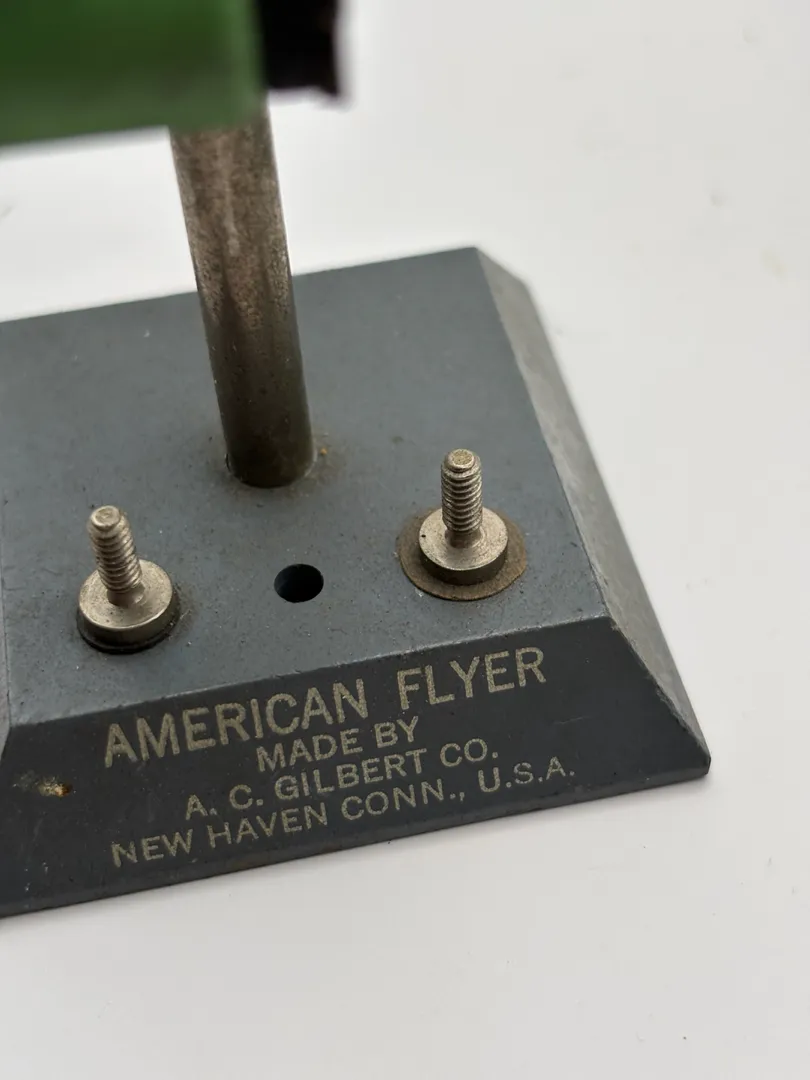 AMERICAN FLYER
MADE BY
A. C. GILBERT CO.
NEW HAVEN CONN., U.S.A.